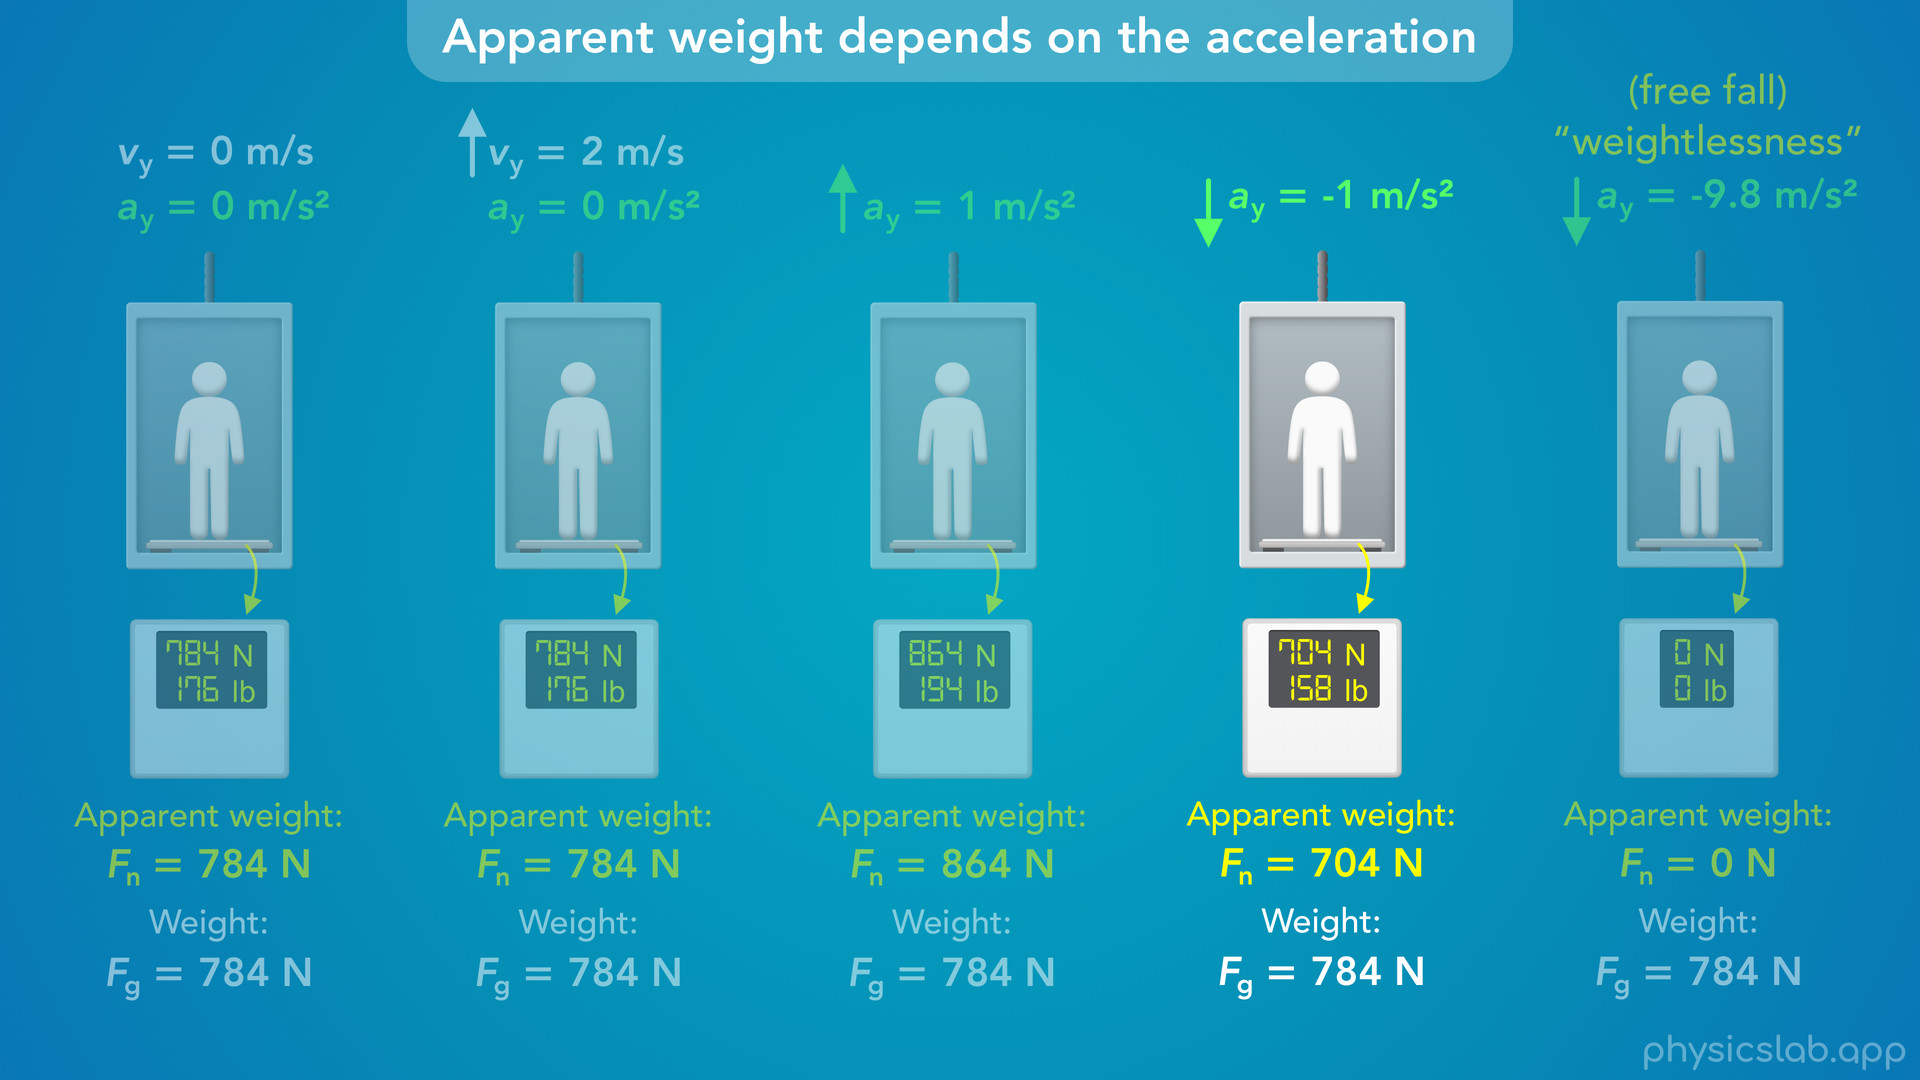 Apparent weight depends on the acceleration
vy = 0 m/s
ay = 0 m/s²
784 N
176 lb
Apparent weight:
Fn = 784 N
Weight:
Fg = 784 N
vy = 2 m/s
ay = 0 m/s²
784 N
176 lb
Apparent weight:
Fn = 784 N
Weight:
Fg = 784 N
ay = 1 m/s²
864 N
194 lb
Apparent weight:
Fn = 864 N
Weight:
Fg = 784 N
ay = -1 m/s²
704 N
158 lb
Apparent weight:
Fn = 704 N
Weight:
Fg = 784 N
(free fall)
“weightlessness”
ay = -9.8 m/s²
0 N
0 lb
Apparent weight:
Fn = 0 N
Weight:
Fg = 784 N
physicslab.app